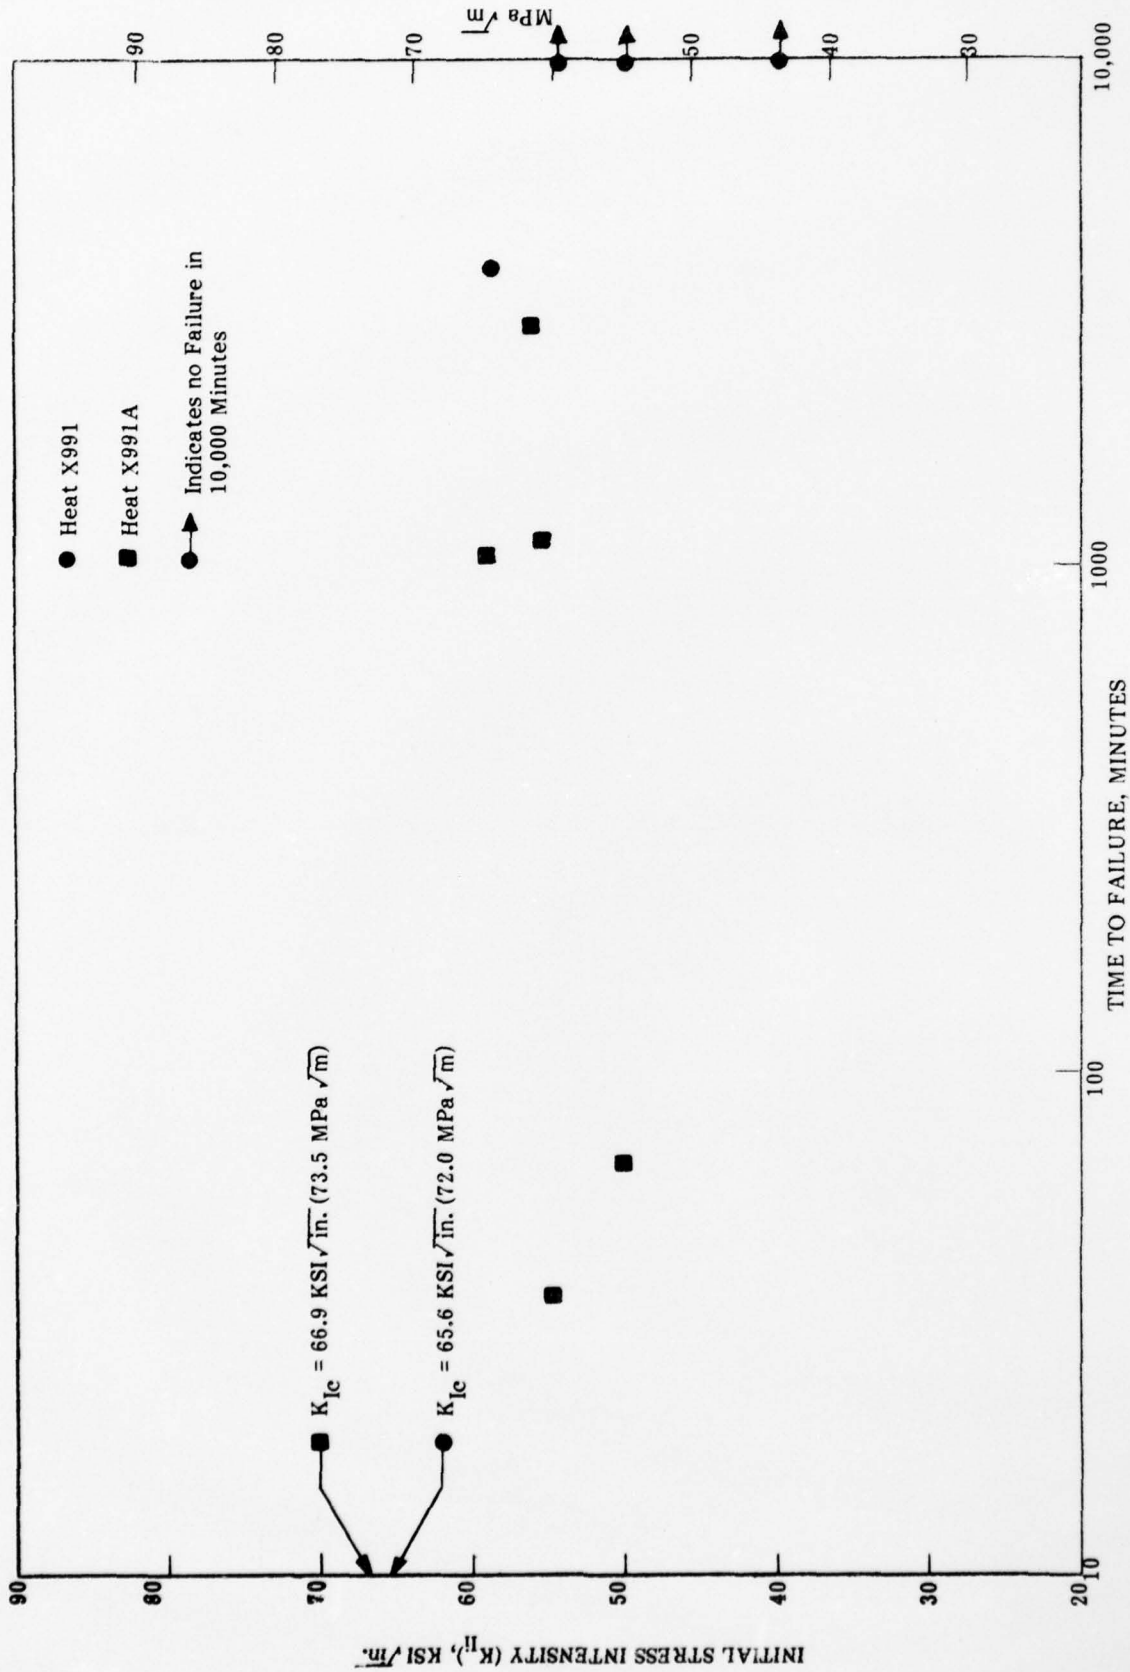 90
80
70
60
50
40
30
20
INITIAL STRESS INTENSITY (K_Ii), KSI√in.
K_Ic = 66.9 KSI√in. (73.5 MPa√m)
K_Ic = 65.6 KSI√in. (72.0 MPa√m)
Heat X991
Heat X991A
Indicates no Failure in
10,000 Minutes
90
80
70
MPa√m
50
40
30
10
100
1000
10,000
TIME TO FAILURE, MINUTES